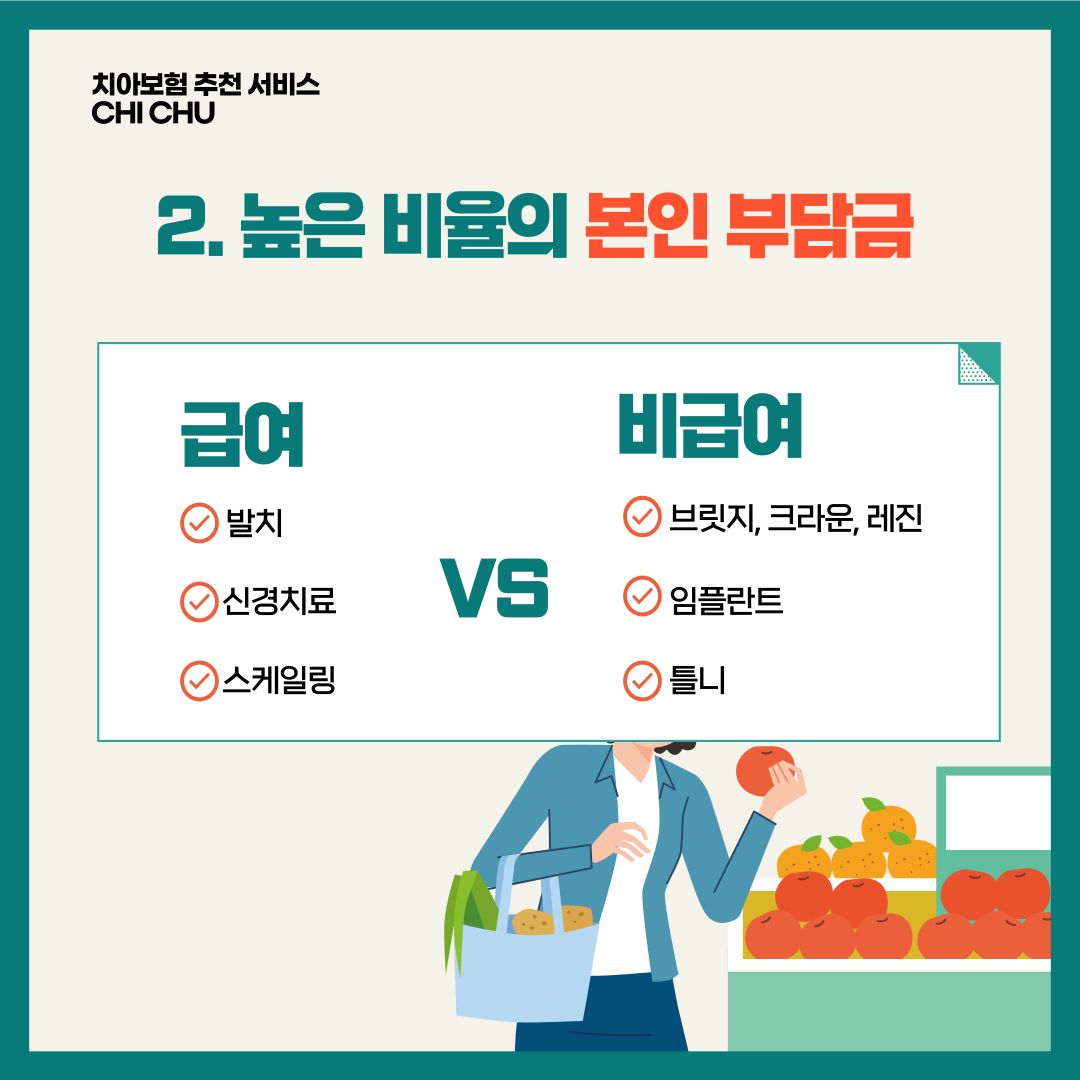 치아보험 추천 서비스
CHI CHU
2. 높은 비율의 본인 부담금
급여
발치
신경치료
스케일링
VS
비급여
브릿지, 크라운, 레진
임플란트
틀니